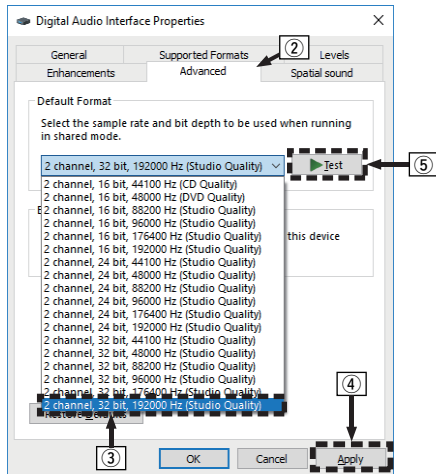 Digital Audio Interface Properties
General Supported Formats Levels
②
Enhancements Advanced Spatial sound
Default Format
Select the sample rate and bit depth to be used when running
in shared mode.
2 channel, 32 bit, 192000 Hz (Studio Quality) Test ⑤
2 channel, 16 bit, 44100 Hz (CD Quality)
2 channel, 16 bit, 48000 Hz (DVD Quality)
2 channel, 16 bit, 88200 Hz (Studio Quality)
2 channel, 16 bit, 96000 Hz (Studio Quality)
2 channel, 16 bit, 176400 Hz (Studio Quality) this device
2 channel, 16 bit, 192000 Hz (Studio Quality)
2 channel, 24 bit, 44100 Hz (Studio Quality)
2 channel, 24 bit, 48000 Hz (Studio Quality)
2 channel, 24 bit, 88200 Hz (Studio Quality)
2 channel, 24 bit, 96000 Hz (Studio Quality)
2 channel, 24 bit, 176400 Hz (Studio Quality)
2 channel, 24 bit, 192000 Hz (Studio Quality)
2 channel, 32 bit, 44100 Hz (Studio Quality)
2 channel, 32 bit, 48000 Hz (Studio Quality)
2 channel, 32 bit, 88200 Hz (Studio Quality)
2 channel, 32 bit, 96000 Hz (Studio Quality)
2 channel, 32 bit, 176400 Hz (Studio Quality)
2 channel, 32 bit, 192000 Hz (Studio Quality)
④
③
OK Cancel Apply